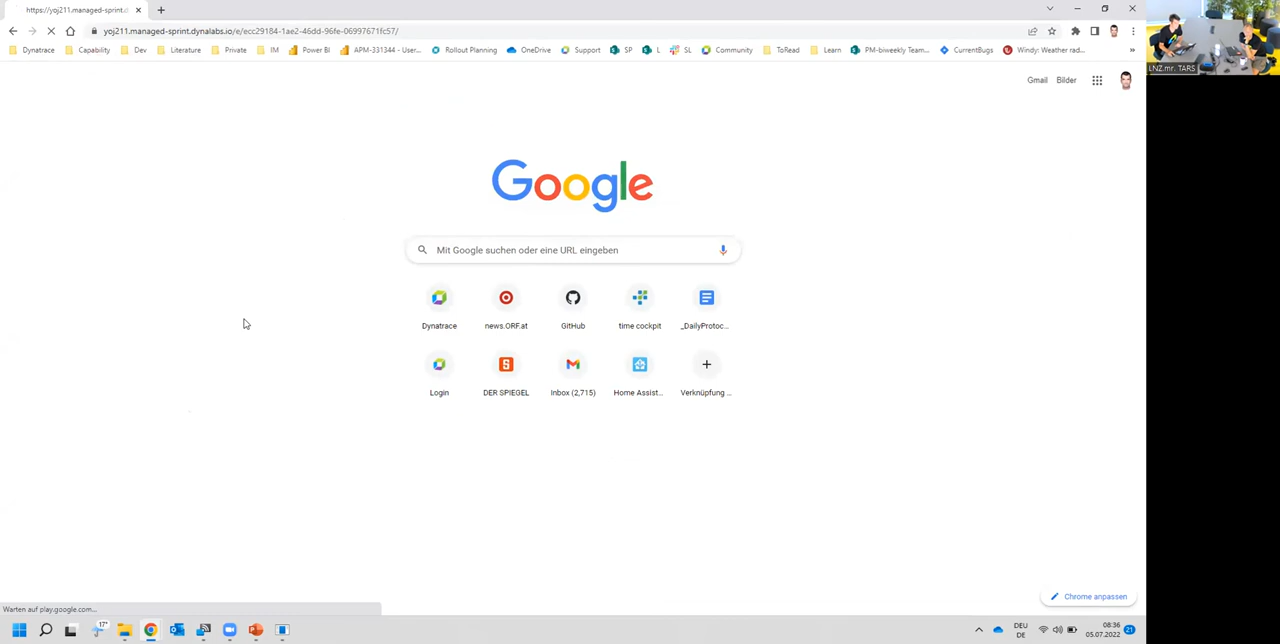 https://yoj211.managed-sprint.d
yoj211.managed-sprint.dynalabs.io/e/ecc29184-1ae2-46dd-96fe-06997671fc57/
Dynatrace Capability Dev Literature Private IM Power BI APM-331344 - User... Rollout Planning OneDrive Support SP L SL Community ToRead Learn PM-biweekly Team... CurrentBugs Windy: Weather rad... »
LNZ.mr. TARS
Gmail Bilder
Google
Mit Google suchen oder eine URL eingeben
Dynatrace news.ORF.at GitHub time cockpit _DailyProtoc...
Login DER SPIEGEL Inbox (2,715) Home Assist... Verknüpfung ...
Chrome anpassen
Warten auf play.google.com...
17°
DEU
DE
08:36
05.07.2022
21